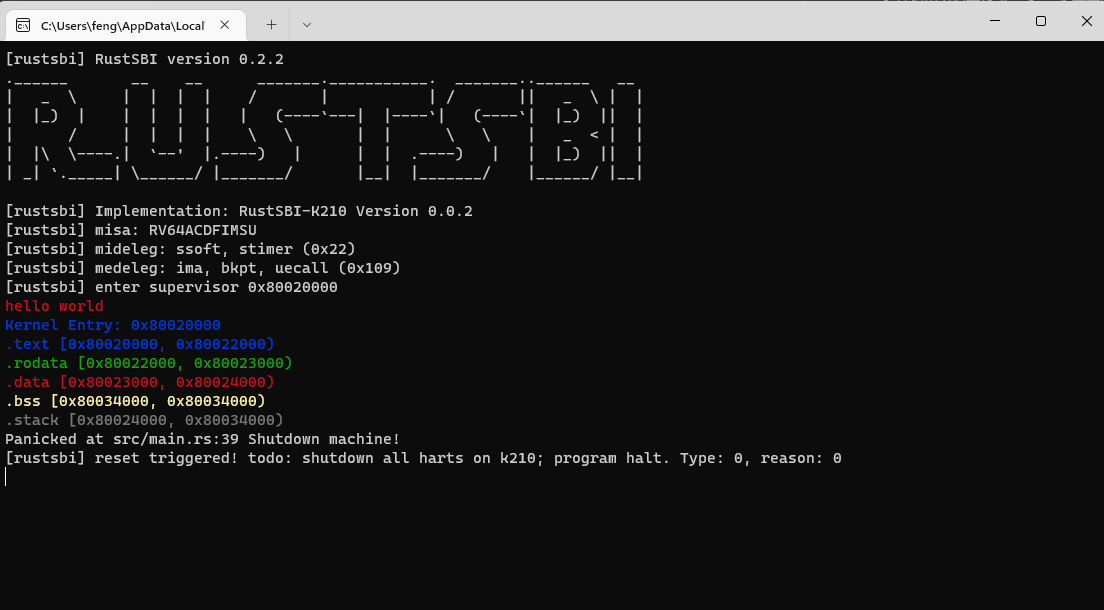 C:\Users\feng\AppData\Local
[rustsbi] RustSBI version 0.2.2
.______       __    __      _______.___________.  _______..______   __
|   _  \     |  |  |  |    /       |           | /       ||   _  \ |  |
|  |_)  |    |  |  |  |   |   (----`---|  |----`|   (----`|  |_)  ||  |
|      /     |  |  |  |    \   \       |  |      \   \    |   _  < |  |
|  |\  \----.|  `--'  |.----)   |      |  |  .----)   |   |  |_)  ||  |
| _| `._____| \______/ |_______/       |__|  |_______/    |______/ |__|
[rustsbi] Implementation: RustSBI-K210 Version 0.0.2
[rustsbi] misa: RV64ACDFIMSU
[rustsbi] mideleg: ssoft, stimer (0x22)
[rustsbi] medeleg: ima, bkpt, uecall (0x109)
[rustsbi] enter supervisor 0x80020000
hello world
Kernel Entry: 0x80020000
.text [0x80020000, 0x80022000)
.rodata [0x80022000, 0x80023000)
.data [0x80023000, 0x80024000)
.bss [0x80034000, 0x80034000)
.stack [0x80024000, 0x80034000)
Panicked at src/main.rs:39 Shutdown machine!
[rustsbi] reset triggered! todo: shutdown all harts on k210; program halt. Type: 0, reason: 0